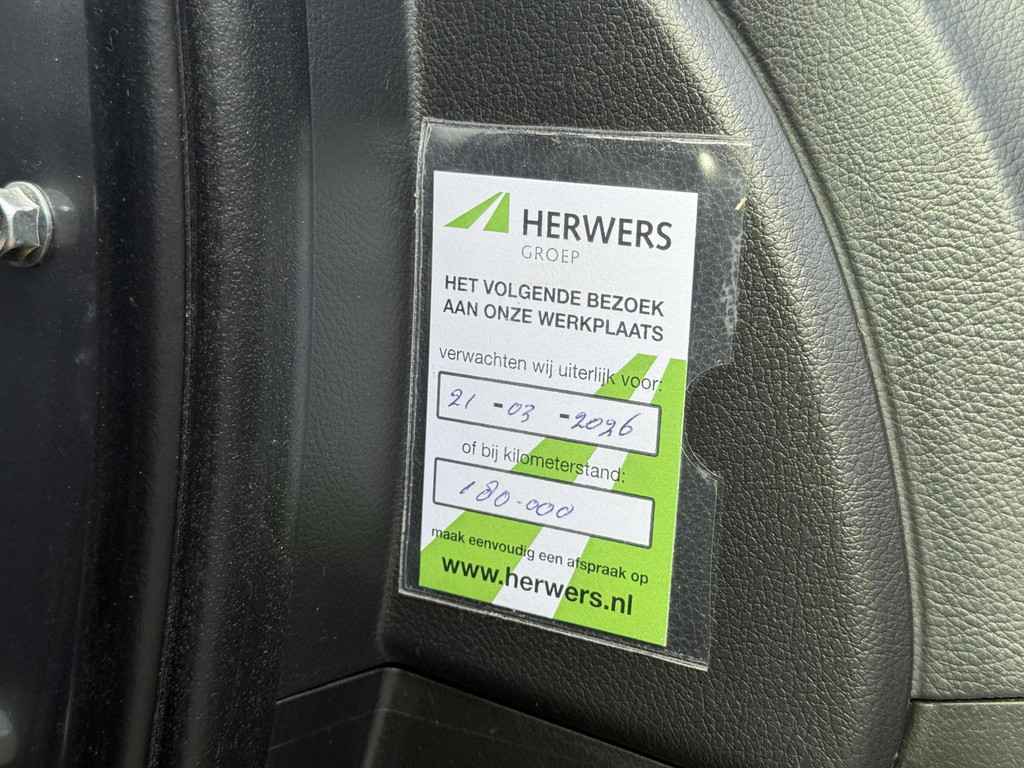 HERWERS
GROEP
HET VOLGENDE BEZOEK
AAN ONZE WERKPLAATS
verwachten wij uiterlijk voor:
21 - 03 - 2026
of bij kilometerstand:
180.000
maak eenvoudig een afspraak op
www.herwers.nl